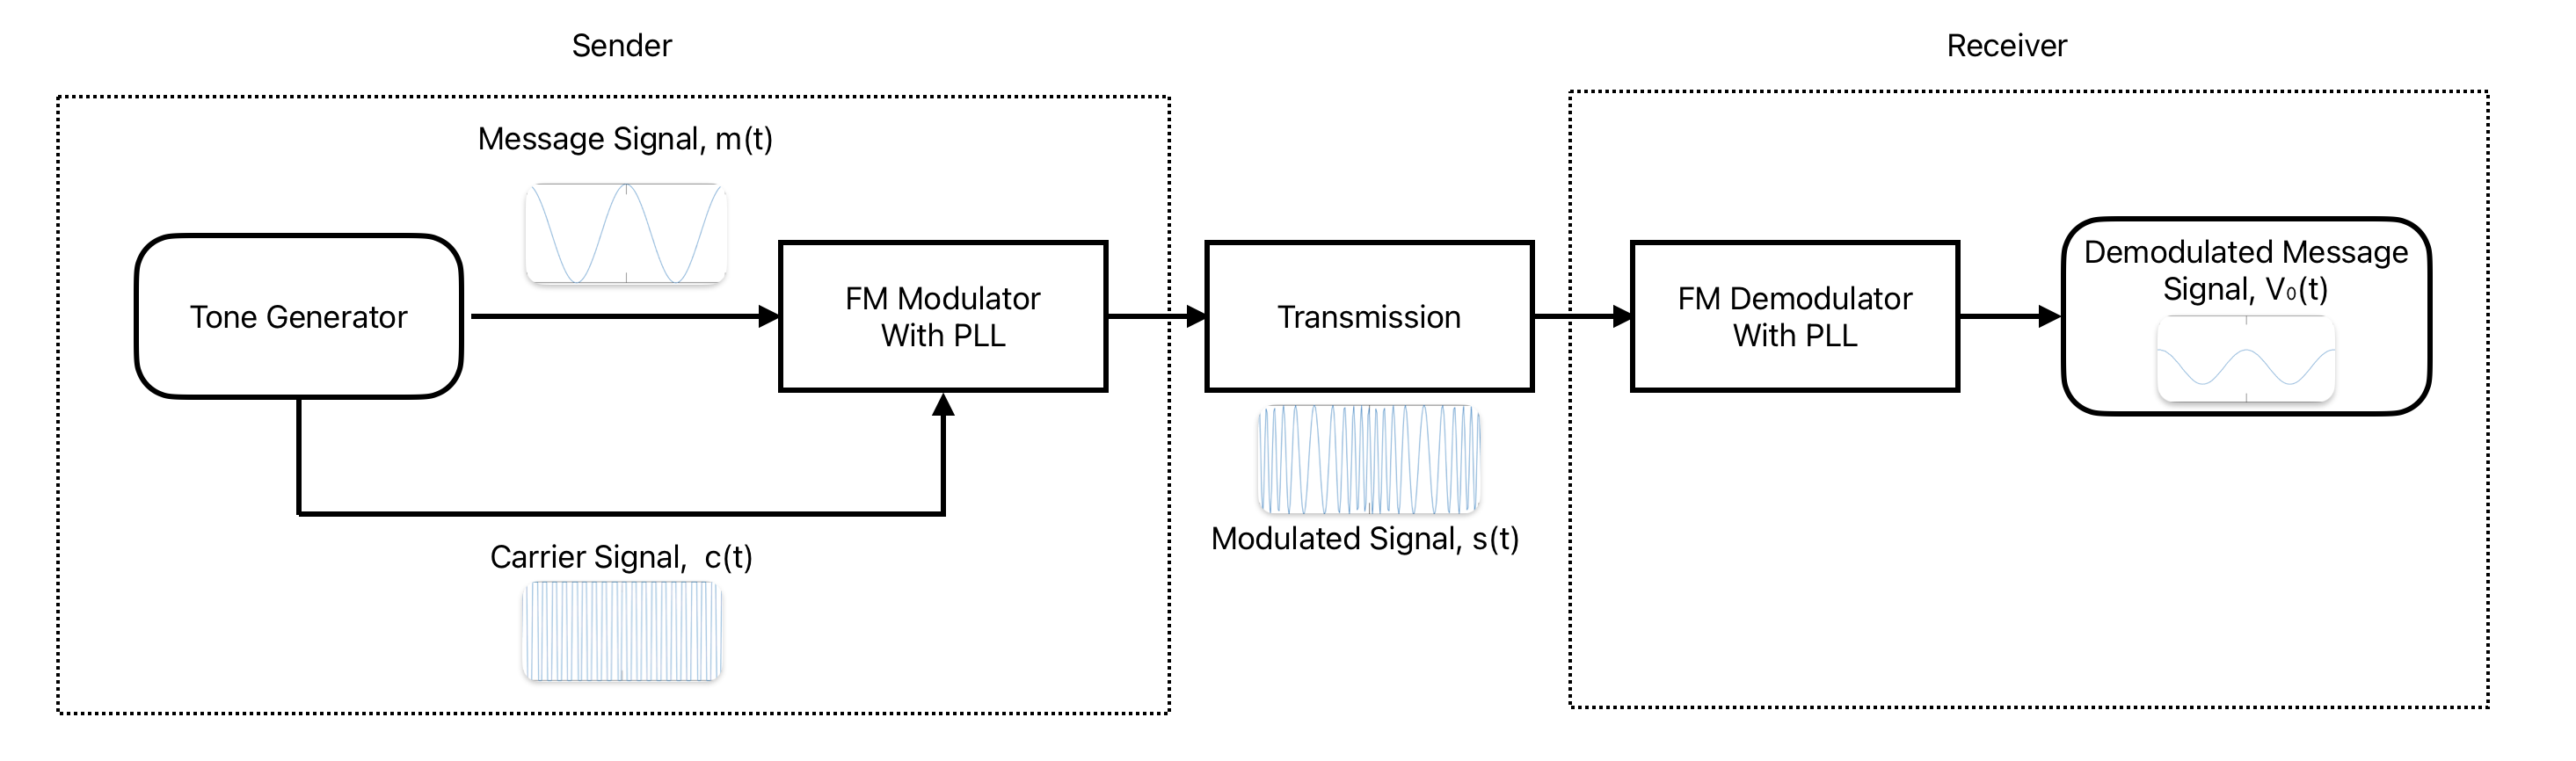 Sender
Receiver
Message Signal, m(t)
Tone Generator
FM Modulator
With PLL
Transmission
FM Demodulator
With PLL
Demodulated Message
Signal, V₀(t)
Carrier Signal,  c(t)
Modulated Signal, s(t)